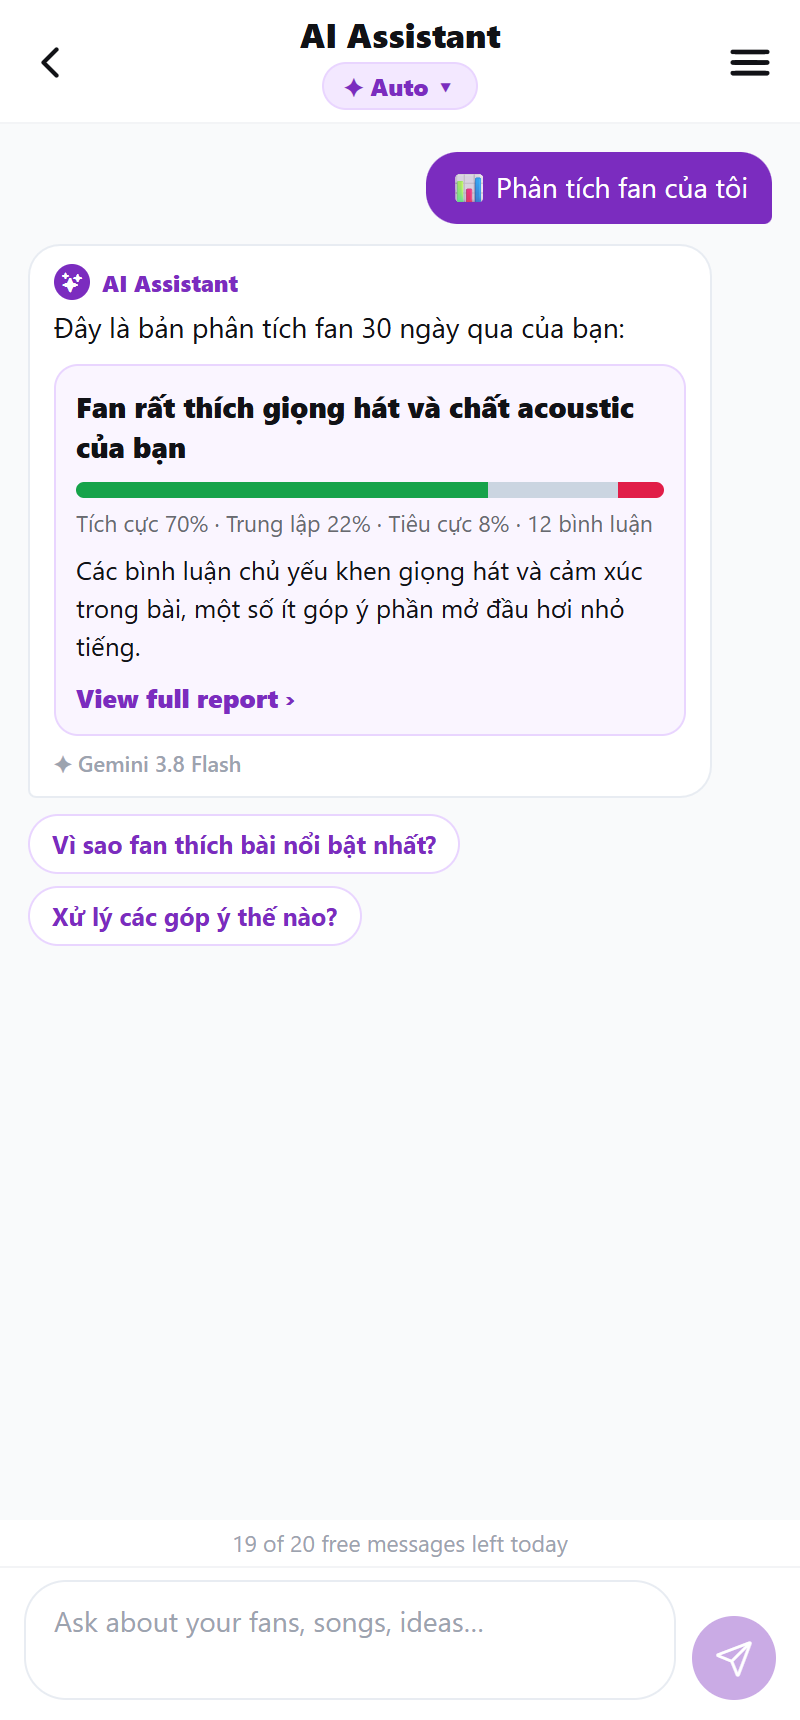 AI Assistant
Auto
Phân tích fan của tôi
AI Assistant
Đây là bản phân tích fan 30 ngày qua của bạn:
Fan rất thích giọng hát và chất acoustic
của bạn
Tích cực 70% · Trung lập 22% · Tiêu cực 8% · 12 bình luận
Các bình luận chủ yếu khen giọng hát và cảm xúc
trong bài, một số ít góp ý phần mở đầu hơi nhỏ
tiếng.
View full report ›
Gemini 3.8 Flash
Vì sao fan thích bài nổi bật nhất?
Xử lý các góp ý thế nào?
19 of 20 free messages left today
Ask about your fans, songs, ideas...